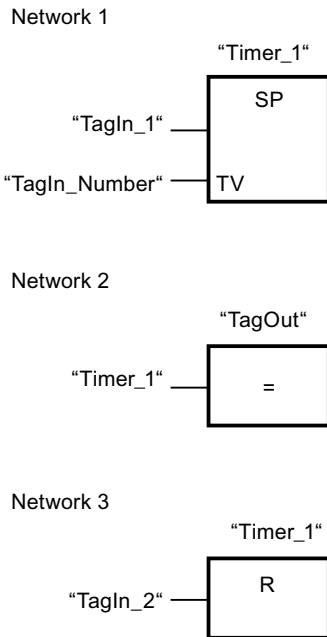 Network 1
“Timer_1“
SP
“TagIn_1“
“TagIn_Number“ TV
Network 2
“TagOut“
“Timer_1“ =
Network 3
“Timer_1“
R
“TagIn_2“